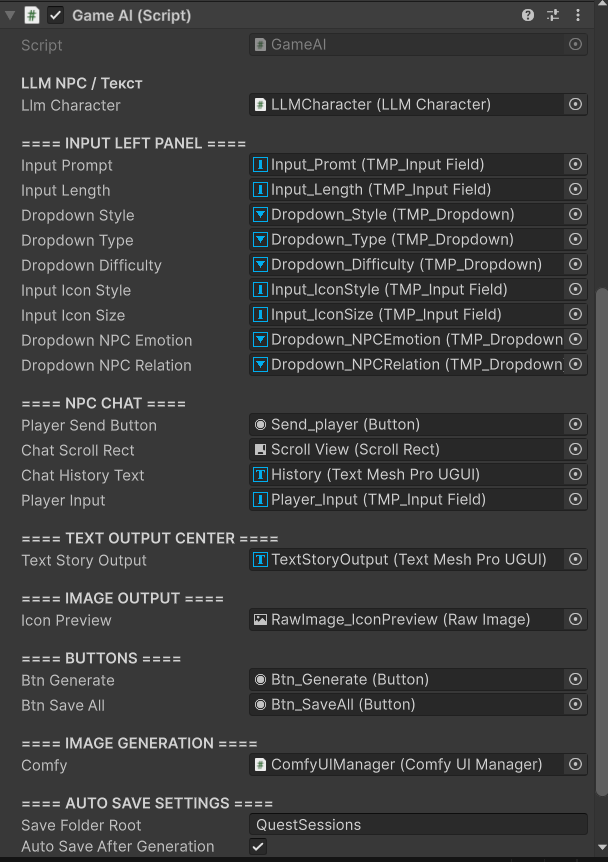 Game AI (Script)
Script GameAI
LLM NPC / Текст
Llm Character LLMCharacter (LLM Character)
==== INPUT LEFT PANEL ====
Input Prompt Input_Promt (TMP_Input Field)
Input Length Input_Length (TMP_Input Field)
Dropdown Style Dropdown_Style (TMP_Dropdown)
Dropdown Type Dropdown_Type (TMP_Dropdown)
Dropdown Difficulty Dropdown_Difficulty (TMP_Dropdown)
Input Icon Style Input_IconStyle (TMP_Input Field)
Input Icon Size Input_IconSize (TMP_Input Field)
Dropdown NPC Emotion Dropdown_NPCEmotion (TMP_Dropdown
Dropdown NPC Relation Dropdown_NPCRelation (TMP_Dropdown
==== NPC CHAT ====
Player Send Button Send_player (Button)
Chat Scroll Rect Scroll View (Scroll Rect)
Chat History Text History (Text Mesh Pro UGUI)
Player Input Player_Input (TMP_Input Field)
==== TEXT OUTPUT CENTER ====
Text Story Output TextStoryOutput (Text Mesh Pro UGUI)
==== IMAGE OUTPUT ====
Icon Preview RawImage_IconPreview (Raw Image)
==== BUTTONS ====
Btn Generate Btn_Generate (Button)
Btn Save All Btn_SaveAll (Button)
==== IMAGE GENERATION ====
Comfy ComfyUIManager (Comfy UI Manager)
==== AUTO SAVE SETTINGS ====
Save Folder Root QuestSessions
Auto Save After Generation